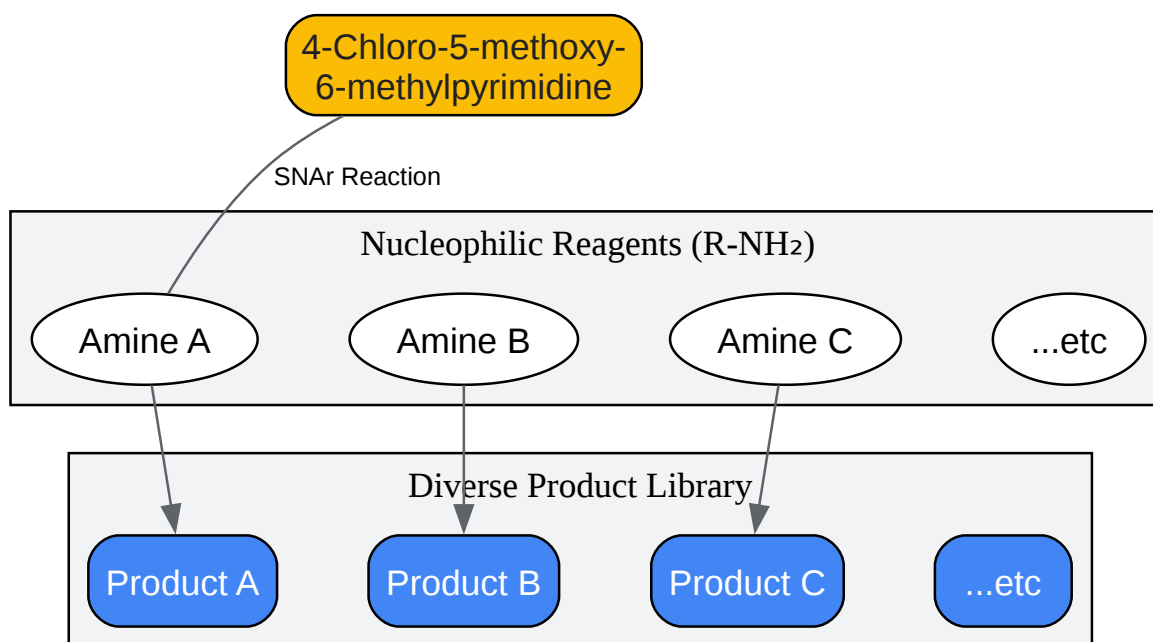 4-Chloro-5-methoxy-
6-methylpyrimidine
SNAr Reaction
Nucleophilic Reagents (R-NH₂)
Amine A
Amine B
Amine C
...etc
Diverse Product Library
Product A
Product B
Product C
...etc